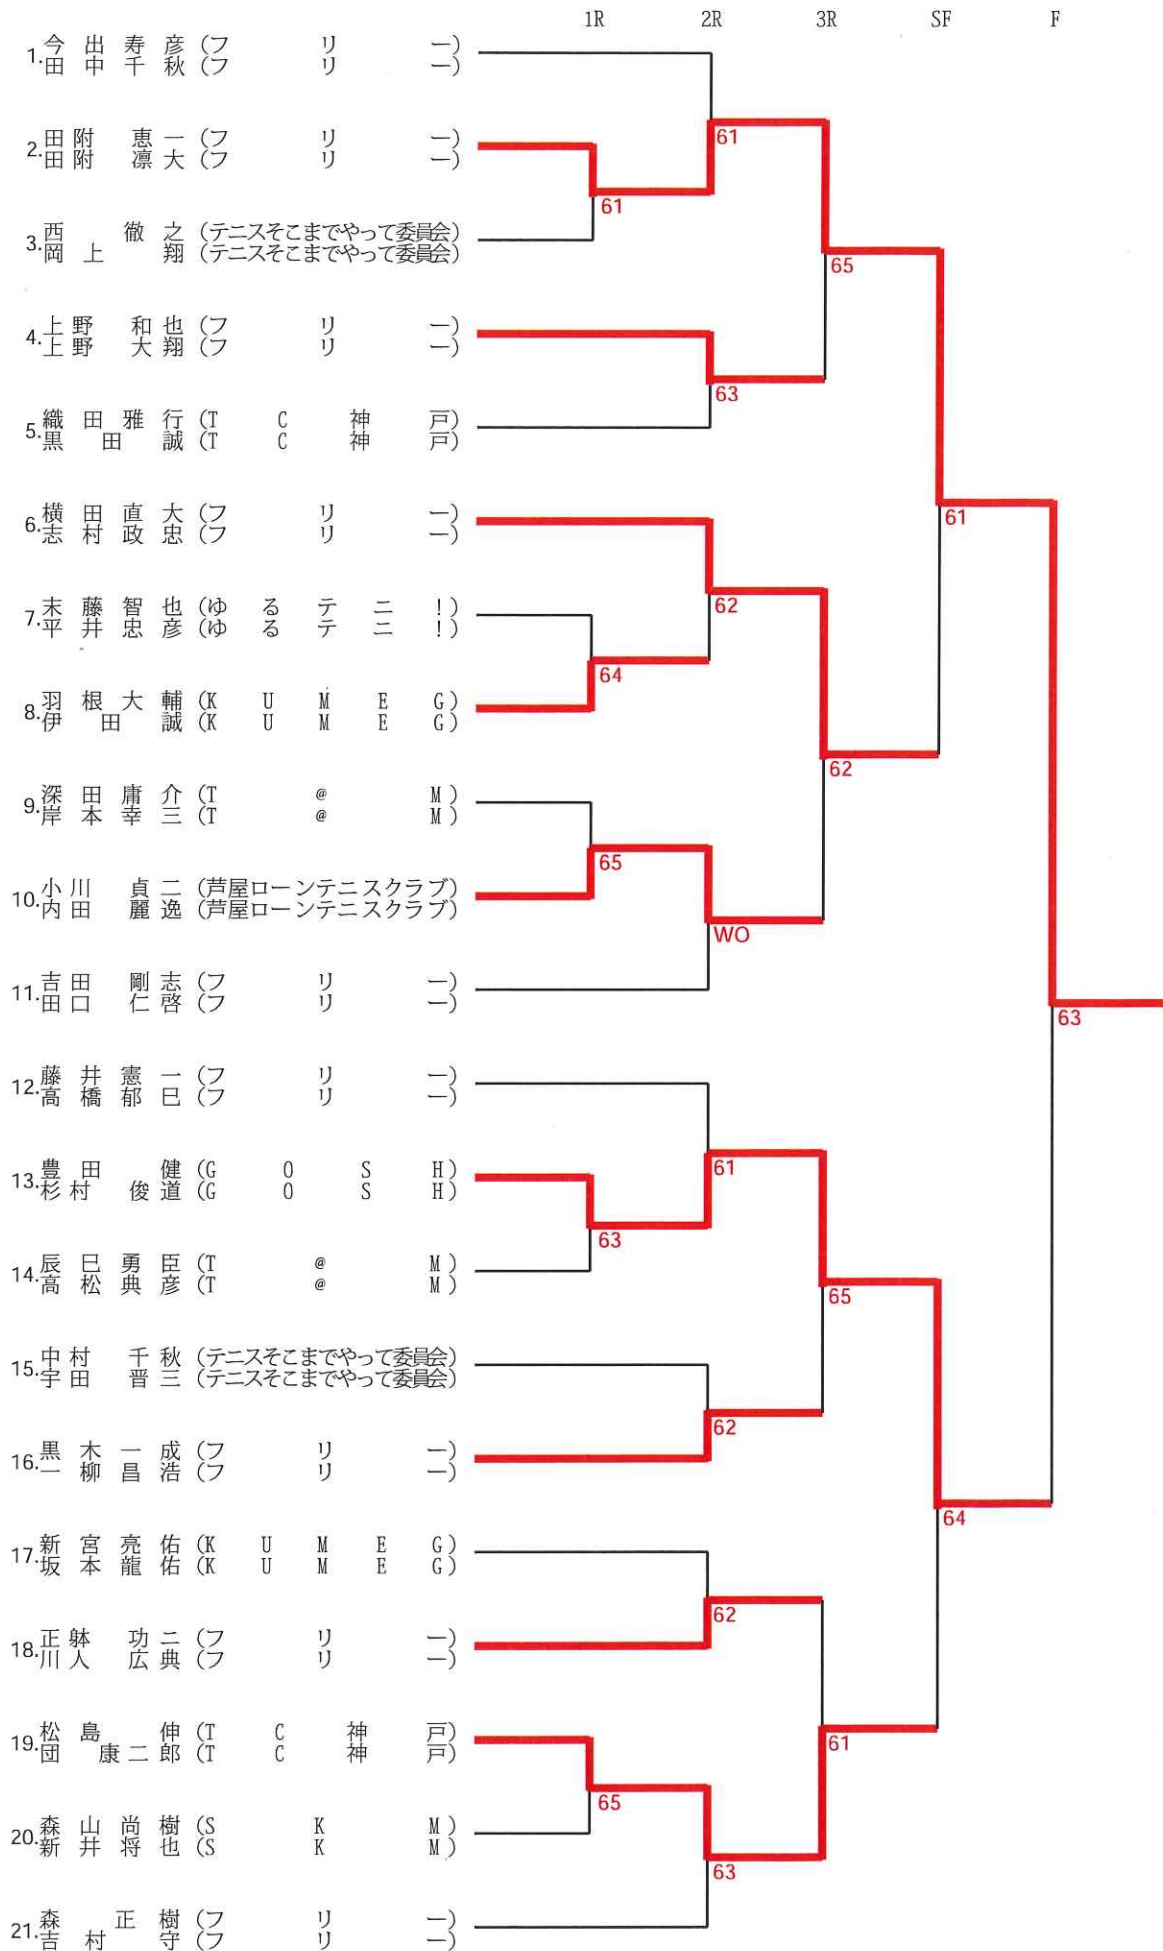 1R 2R 3R SF F
1. 今出寿彦 (フリー)
田中千秋 (フリー)
61
2. 田附 恵一 (フリー)
田附 凛大 (フリー)
61
3. 西 徹之 (テニスそこまでやって委員会)
岡上 翔 (テニスそこまでやって委員会)
65
4. 上野 和也 (フリー)
上野 大翔 (フリー)
63
5. 織田雅行 (TC神戸)
黒田誠 (TC神戸)
6. 横田直大 (フリー)
志村政忠 (フリー)
61
62
7. 末藤智也 (ゆるテニ!)
平井忠彦 (ゆるテニ!)
64
8. 羽根大輔 (KUMEG)
伊田誠 (KUMEG)
62
9. 深田庸介 (T@M)
岸本幸三 (T@M)
65
10. 小川 貞二 (芦屋ローンテニスクラブ)
内田 麗逸 (芦屋ローンテニスクラブ)
WO
11. 吉田 剛志 (フリー)
田口 仁啓 (フリー)
63
12. 藤井憲一 (フリー)
高橋郁巳 (フリー)
61
13. 豊田 健 (GOSH)
杉村 俊道 (GOSH)
63
14. 辰巳勇臣 (T@M)
高松典彦 (T@M)
65
15. 中村 千秋 (テニスそこまでやって委員会)
宇田 晋三 (テニスそこまでやって委員会)
62
16. 黒木一成 (フリー)
一柳昌浩 (フリー)
64
17. 新宮亮佑 (KUMEG)
坂本龍佑 (KUMEG)
62
18. 正躰 功二 (フリー)
川人 広典 (フリー)
19. 松島 伸 (TC神戸)
団 康二郎 (TC神戸)
61
65
20. 森山尚樹 (SKM)
新井将也 (SKM)
63
21. 森 正樹 (フリー)
吉村 守 (フリー)